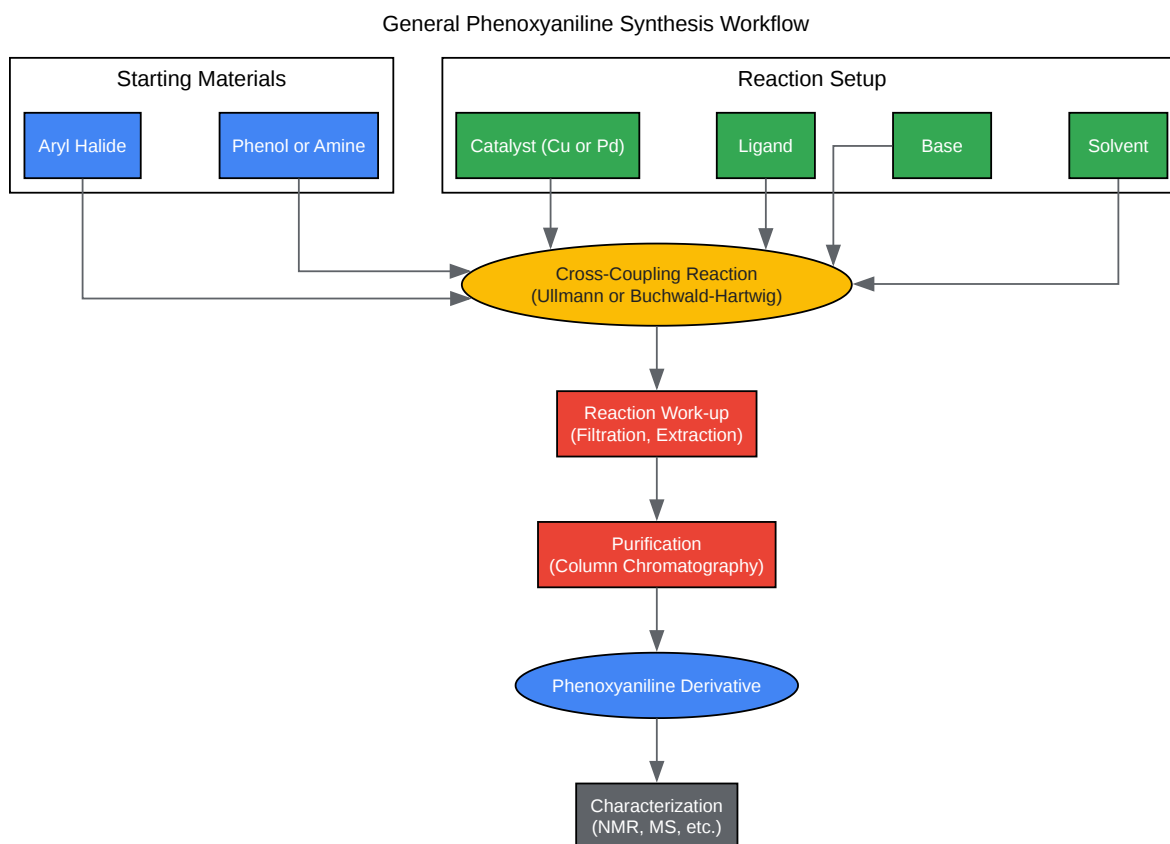 General Phenoxyaniline Synthesis Workflow
Starting Materials
Reaction Setup
Aryl Halide
Phenol or Amine
Catalyst (Cu or Pd)
Ligand
Base
Solvent
Cross-Coupling Reaction
(Ullmann or Buchwald-Hartwig)
Reaction Work-up
(Filtration, Extraction)
Purification
(Column Chromatography)
Phenoxyaniline Derivative
Characterization
(NMR, MS, etc.)